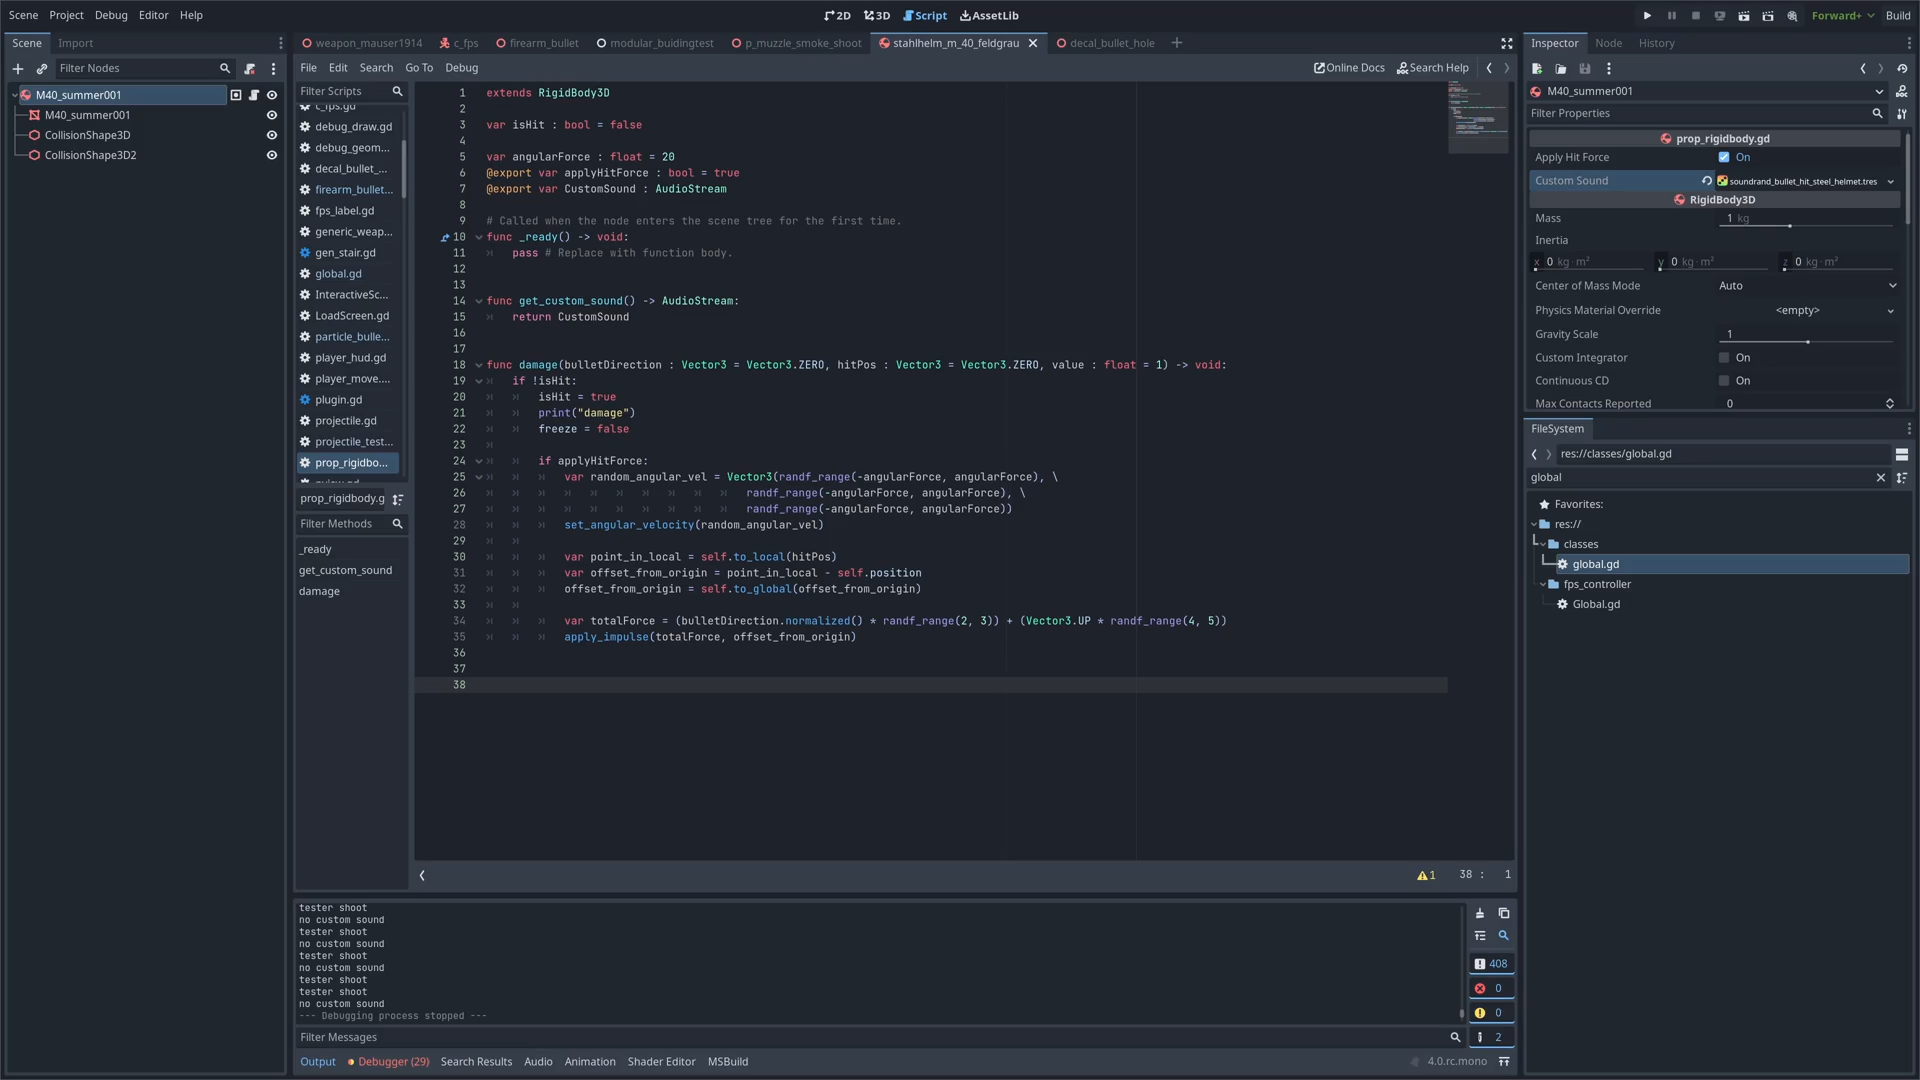 Scene Project Debug Editor Help
2D 3D Script AssetLib
Forward+ Build
Scene Import
Filter Nodes
M40_summer001
M40_summer001
CollisionShape3D
CollisionShape3D2
weapon_mauser1914 c_fps firearm_bullet modular_buidingtest p_muzzle_smoke_shoot stahlhelm_m_40_feldgrau decal_bullet_hole
File Edit Search Go To Debug
Online Docs Search Help
Filter Scripts
c_fps.gd
debug_draw.gd
debug_geom...
decal_bullet_...
firearm_bullet...
fps_label.gd
generic_weap...
gen_stair.gd
global.gd
InteractiveSc...
LoadScreen.gd
particle_bulle...
player_hud.gd
player_move....
plugin.gd
projectile.gd
projectile_test...
prop_rigidbo...
prop_rigidbody.g
Filter Methods
_ready
get_custom_sound
damage
1 extends RigidBody3D
2
3 var isHit : bool = false
4
5 var angularForce : float = 20
6 @export var applyHitForce : bool = true
7 @export var CustomSound : AudioStream
8
9 # Called when the node enters the scene tree for the first time.
10 func _ready() -> void:
11 pass # Replace with function body.
12
13
14 func get_custom_sound() -> AudioStream:
15 return CustomSound
16
17
18 func damage(bulletDirection : Vector3 = Vector3.ZERO, hitPos : Vector3 = Vector3.ZERO, value : float = 1) -> void:
19 if !isHit:
20 isHit = true
21 print("damage")
22 freeze = false
23
24 if applyHitForce:
25 var random_angular_vel = Vector3(randf_range(-angularForce, angularForce), \
26 randf_range(-angularForce, angularForce), \
27 randf_range(-angularForce, angularForce))
28 set_angular_velocity(random_angular_vel)
29
30 var point_in_local = self.to_local(hitPos)
31 var offset_from_origin = point_in_local - self.position
32 offset_from_origin = self.to_global(offset_from_origin)
33
34 var totalForce = (bulletDirection.normalized() * randf_range(2, 3)) + (Vector3.UP * randf_range(4, 5))
35 apply_impulse(totalForce, offset_from_origin)
36
37
38
1 38 : 1
tester shoot
no custom sound
tester shoot
no custom sound
tester shoot
no custom sound
tester shoot
tester shoot
no custom sound
--- Debugging process stopped ---
408
0
0
2
Filter Messages
Output Debugger (29) Search Results Audio Animation Shader Editor MSBuild
4.0.rc.mono
Inspector Node History
M40_summer001
Filter Properties
prop_rigidbody.gd
Apply Hit Force On
Custom Sound soundrand_bullet_hit_steel_helmet.tres
RigidBody3D
Mass 1 kg
Inertia
x 0 kg·m² y 0 kg·m² z 0 kg·m²
Center of Mass Mode Auto
Physics Material Override <empty>
Gravity Scale 1
Custom Integrator On
Continuous CD On
Max Contacts Reported 0
FileSystem
res://classes/global.gd
global
Favorites:
res://
classes
global.gd
fps_controller
Global.gd